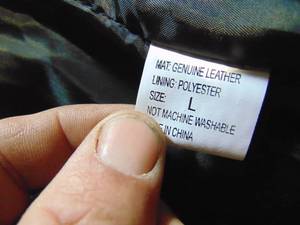 MAT: GENUINE LEATHER
LINING: POLYESTER
SIZE:
L
NOT MACHINE WASHABLE
IN CHINA